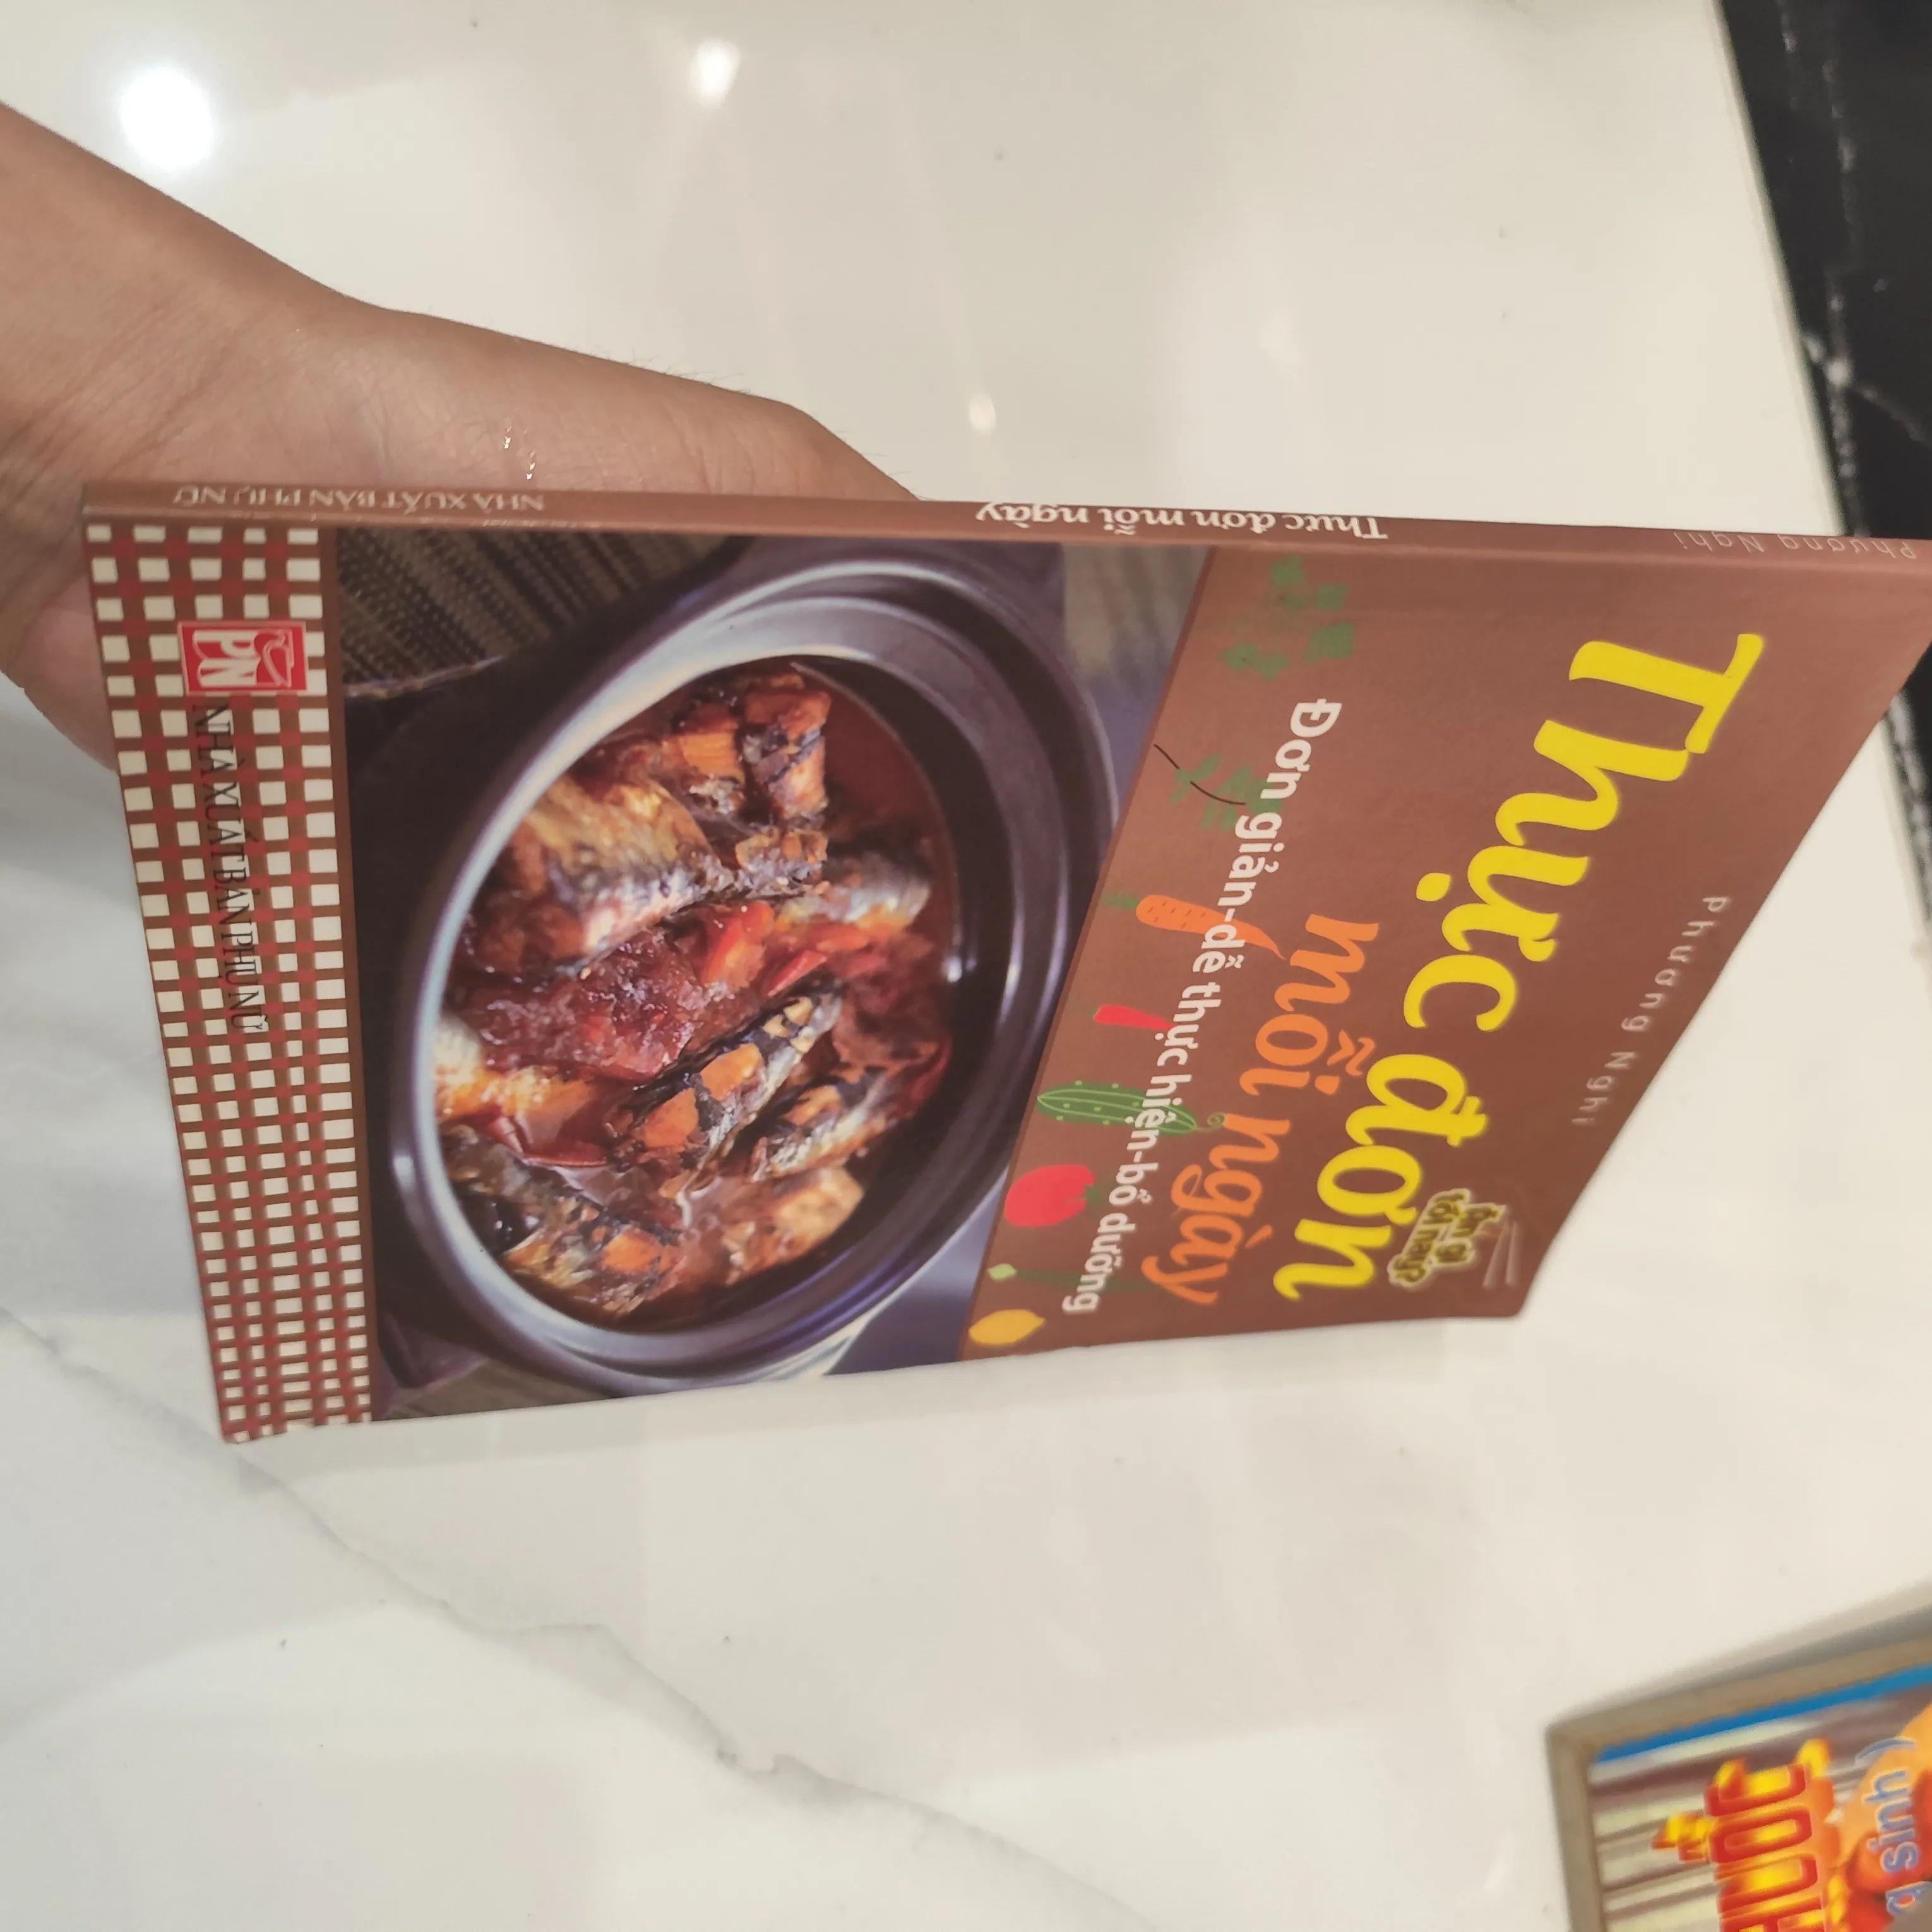 Phương Nghi
Thực đơn
mỗi ngày
Ăn gì
tối nay?
Đơn giản-dễ thực hiện-bổ dưỡng
PN
NHÀ XUẤT BẢN PHỤ NỮ
Phương Nghi
Thực đơn mỗi ngày
NHÀ XUẤT BẢN PHỤ NỮ
sinh